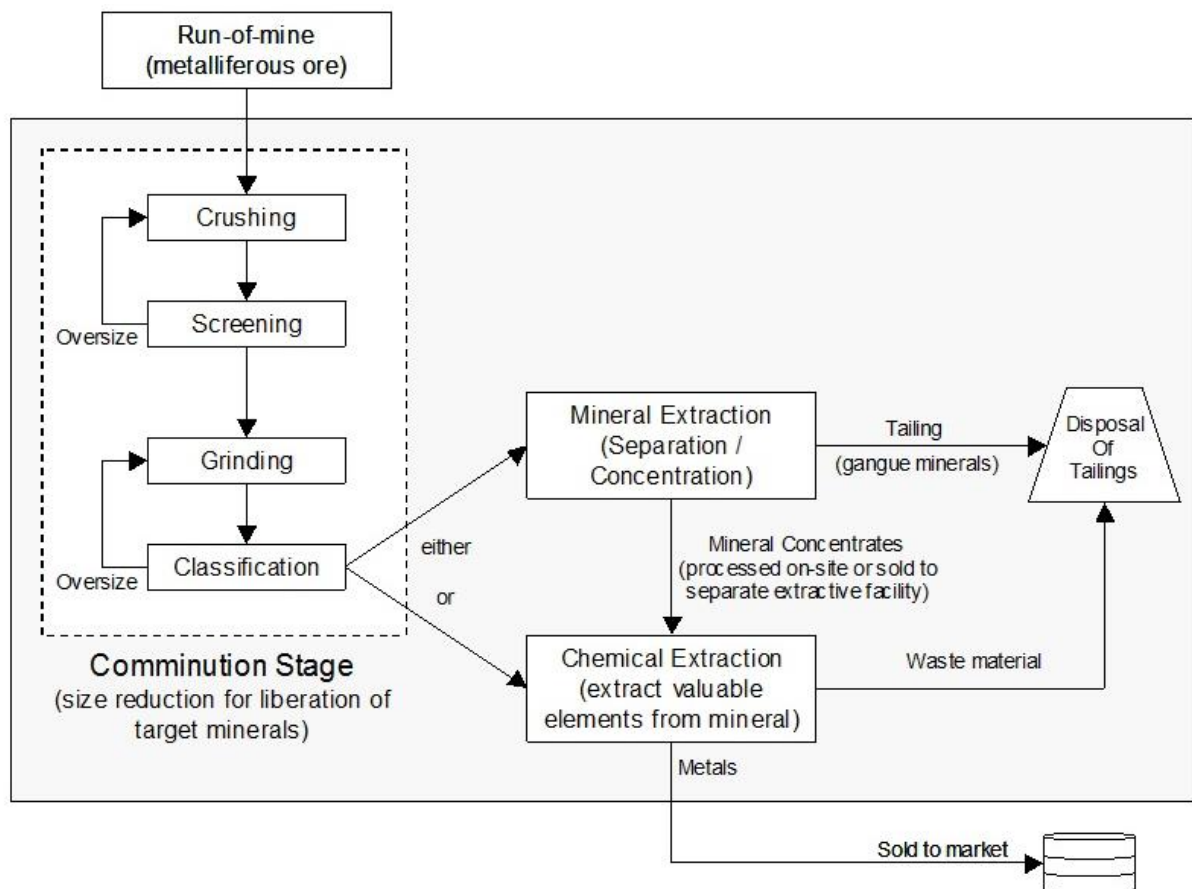 Run-of-mine
(metalliferous ore)
Crushing
Oversize
Screening
Grinding
Oversize
Classification
Comminution Stage
(size reduction for liberation of
target minerals)
either
or
Mineral Extraction
(Separation /
Concentration)
Tailing
(gangue minerals)
Disposal
Of
Tailings
Mineral Concentrates
(processed on-site or sold to
separate extractive facility)
Chemical Extraction
(extract valuable
elements from mineral)
Waste material
Metals
Sold to market